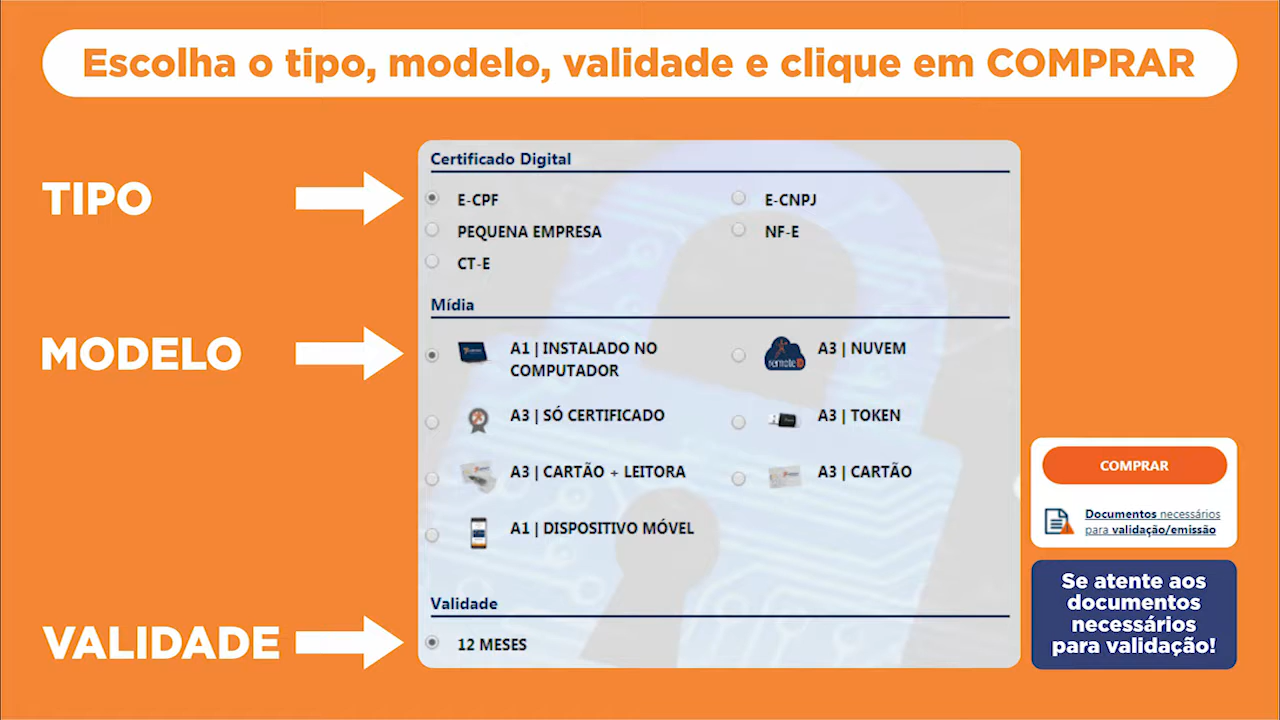 Escolha o tipo, modelo, validade e clique em COMPRAR
TIPO
Certificado Digital
E-CPF
E-CNPJ
PEQUENA EMPRESA
NF-E
CT-E
MODELO
Mídia
A1 | INSTALADO NO
COMPUTADOR
remoteID
A3 | NUVEM
A3 | SÓ CERTIFICADO
A3 | TOKEN
A3 | CARTÃO + LEITORA
A3 | CARTÃO
A1 | DISPOSITIVO MÓVEL
VALIDADE
Validade
12 MESES
COMPRAR
Documentos necessários
para validação/emissão
Se atente aos
documentos
necessários
para validação!